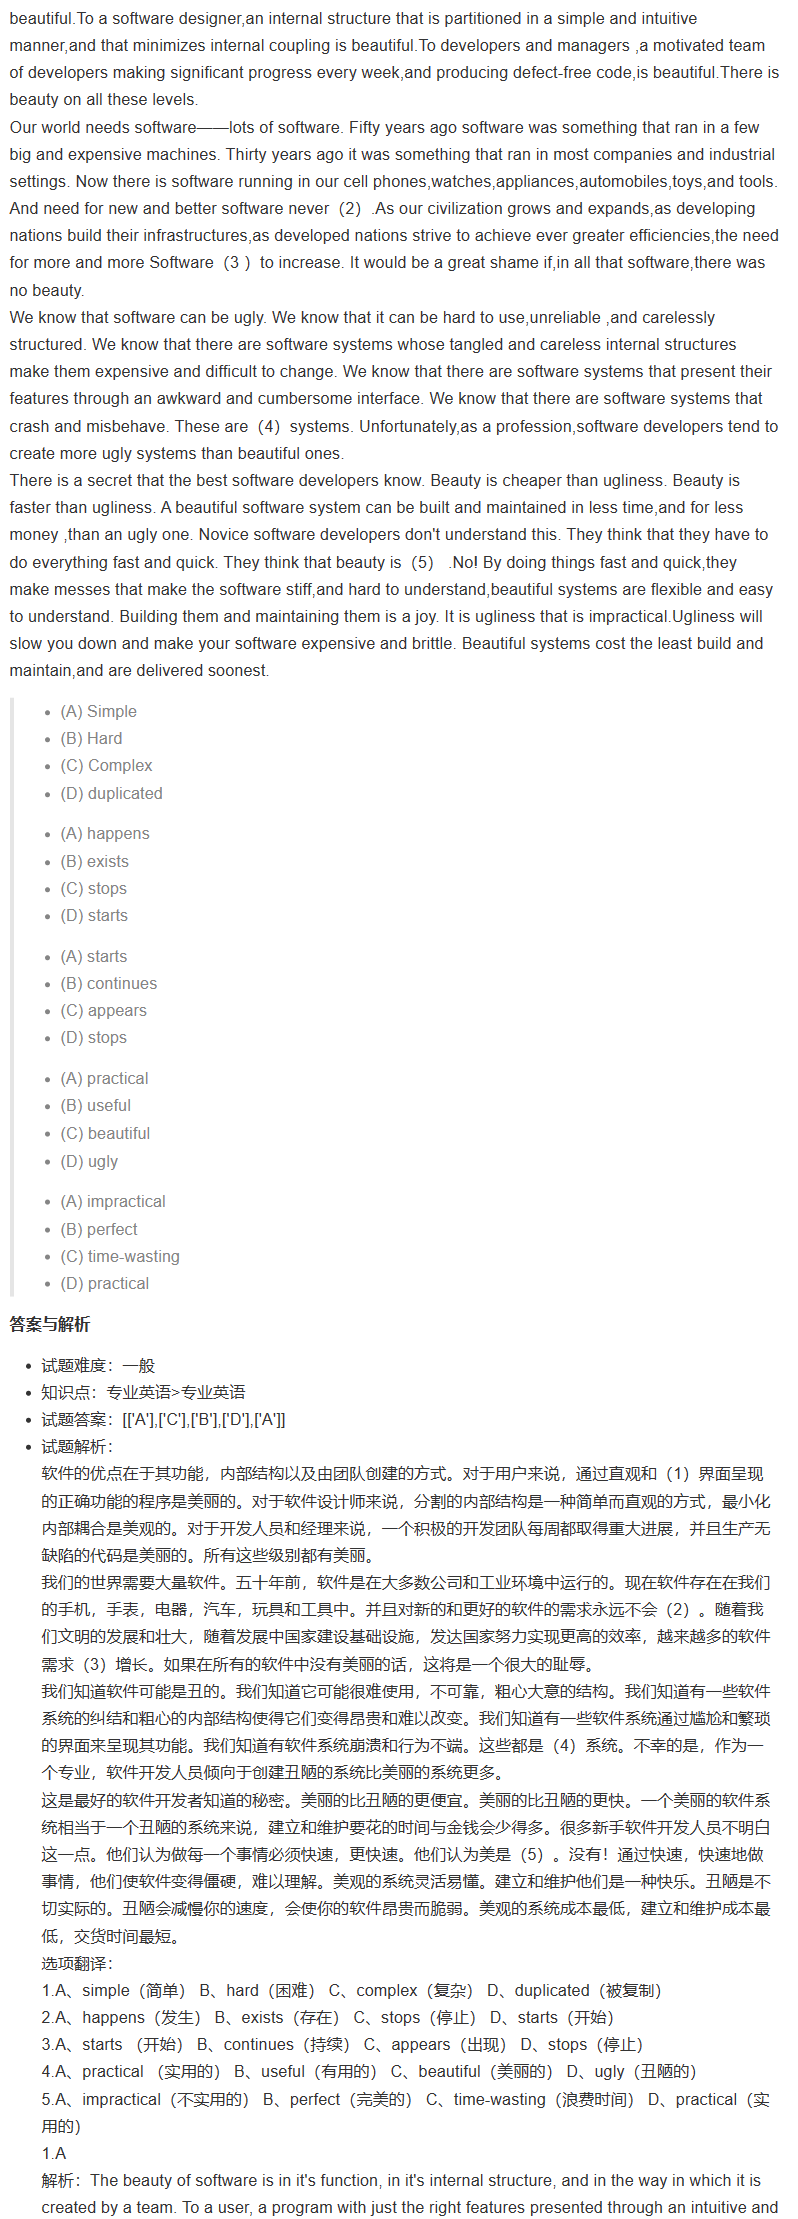 beautiful.To a software designer,an internal structure that is partitioned in a simple and intuitive
manner,and that minimizes internal coupling is beautiful.To developers and managers ,a motivated team
of developers making significant progress every week,and producing defect-free code,is beautiful.There is
beauty on all these levels.
Our world needs software——lots of software. Fifty years ago software was something that ran in a few
big and expensive machines. Thirty years ago it was something that ran in most companies and industrial
settings. Now there is software running in our cell phones,watches,appliances,automobiles,toys,and tools.
And need for new and better software never（2）.As our civilization grows and expands,as developing
nations build their infrastructures,as developed nations strive to achieve ever greater efficiencies,the need
for more and more Software（3 ）to increase. It would be a great shame if,in all that software,there was
no beauty.
We know that software can be ugly. We know that it can be hard to use,unreliable ,and carelessly
structured. We know that there are software systems whose tangled and careless internal structures
make them expensive and difficult to change. We know that there are software systems that present their
features through an awkward and cumbersome interface. We know that there are software systems that
crash and misbehave. These are（4）systems. Unfortunately,as a profession,software developers tend to
create more ugly systems than beautiful ones.
There is a secret that the best software developers know. Beauty is cheaper than ugliness. Beauty is
faster than ugliness. A beautiful software system can be built and maintained in less time,and for less
money ,than an ugly one. Novice software developers don't understand this. They think that they have to
do everything fast and quick. They think that beauty is（5） .No! By doing things fast and quick,they
make messes that make the software stiff,and hard to understand,beautiful systems are flexible and easy
to understand. Building them and maintaining them is a joy. It is ugliness that is impractical.Ugliness will
slow you down and make your software expensive and brittle. Beautiful systems cost the least build and
maintain,and are delivered soonest.
• (A) Simple
• (B) Hard
• (C) Complex
• (D) duplicated
• (A) happens
• (B) exists
• (C) stops
• (D) starts
• (A) starts
• (B) continues
• (C) appears
• (D) stops
• (A) practical
• (B) useful
• (C) beautiful
• (D) ugly
• (A) impractical
• (B) perfect
• (C) time-wasting
• (D) practical
答案与解析
• 试题难度：一般
• 知识点：专业英语>专业英语
• 试题答案：[['A'],['C'],['B'],['D'],['A']]
• 试题解析：
软件的优点在于其功能，内部结构以及由团队创建的方式。对于用户来说，通过直观和（1）界面呈现
的正确功能的程序是美丽的。对于软件设计师来说，分割的内部结构是一种简单而直观的方式，最小化
内部耦合是美观的。对于开发人员和经理来说，一个积极的开发团队每周都取得重大进展，并且生产无
缺陷的代码是美丽的。所有这些级别都有美丽。
我们的世界需要大量软件。五十年前，软件是在大多数公司和工业环境中运行的。现在软件存在在我们
的手机，手表，电器，汽车，玩具和工具中。并且对新的和更好的软件的需求永远不会（2）。随着我
们文明的发展和壮大，随着发展中国家建设基础设施，发达国家努力实现更高的效率，越来越多的软件
需求（3）增长。如果在所有的软件中没有美丽的话，这将是一个很大的耻辱。
我们知道软件可能是丑的。我们知道它可能很难使用，不可靠，粗心大意的结构。我们知道有一些软件
系统的纠结和粗心的内部结构使得它们变得昂贵和难以改变。我们知道有一些软件系统通过尴尬和繁琐
的界面来呈现其功能。我们知道有软件系统崩溃和行为不端。这些都是（4）系统。不幸的是，作为一
个专业，软件开发人员倾向于创建丑陋的系统比美丽的系统更多。
这是最好的软件开发者知道的秘密。美丽的比丑陋的更便宜。美丽的比丑陋的更快。一个美丽的软件系
统相当于一个丑陋的系统来说，建立和维护要花的时间与金钱会少得多。很多新手软件开发人员不明白
这一点。他们认为做每一个事情必须快速，更快速。他们认为美是（5）。没有！通过快速，快速地做
事情，他们使软件变得僵硬，难以理解。美观的系统灵活易懂。建立和维护他们是一种快乐。丑陋是不
切实际的。丑陋会减慢你的速度，会使你的软件昂贵而脆弱。美观的系统成本最低，建立和维护成本最
低，交货时间最短。
选项翻译：
1.A、simple（简单） B、hard（困难） C、complex（复杂） D、duplicated（被复制）
2.A、happens（发生） B、exists（存在） C、stops（停止） D、starts（开始）
3.A、starts （开始） B、continues（持续） C、appears（出现） D、stops（停止）
4.A、practical （实用的） B、useful（有用的） C、beautiful（美丽的） D、ugly（丑陋的）
5.A、impractical（不实用的） B、perfect（完美的） C、time-wasting（浪费时间） D、practical（实
用的）
1.A
解析：The beauty of software is in it's function, in it's internal structure, and in the way in which it is
created by a team. To a user, a program with just the right features presented through an intuitive and